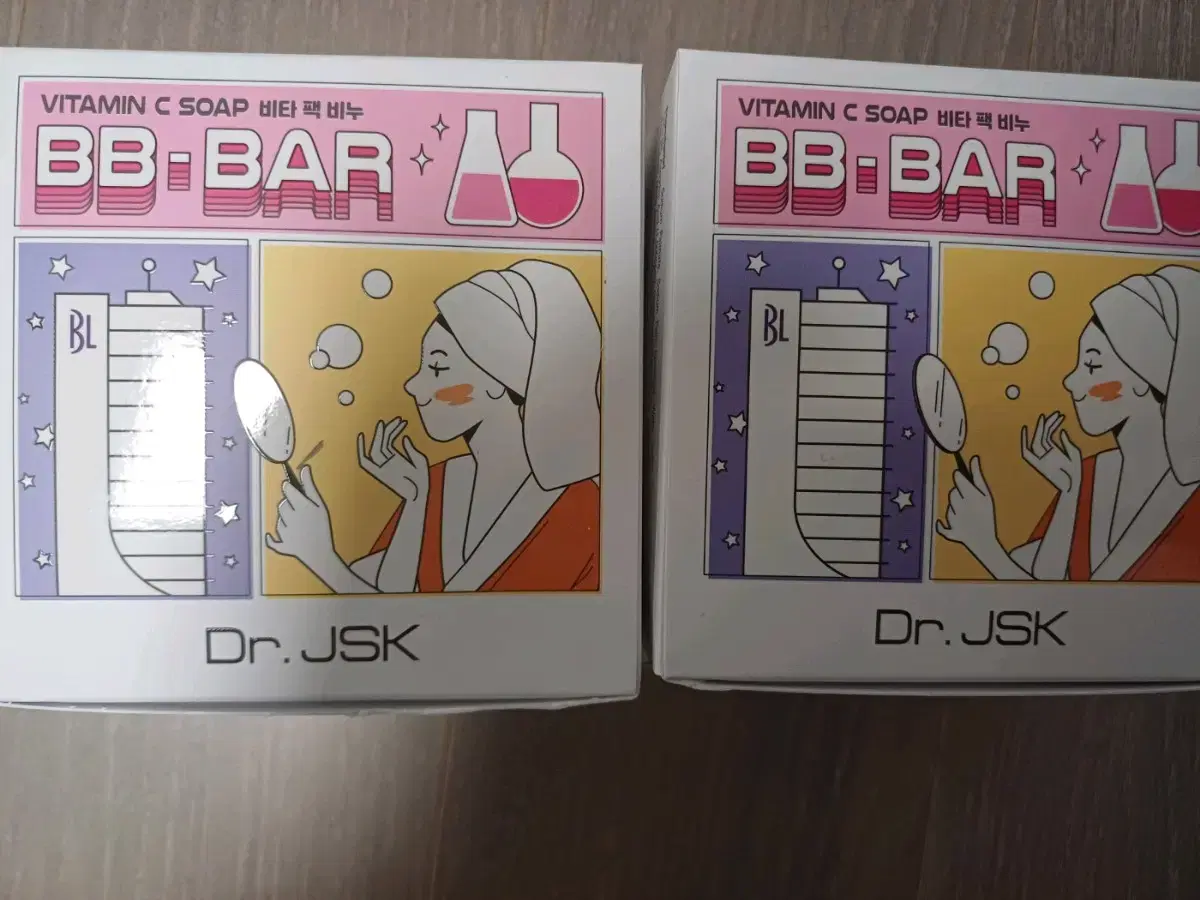 VITAMIN C SOAP 비타 팩 비누
BB-BAR
BL
Dr. JSK
VITAMIN C SOAP 비타 팩 비누
BB-BAR
BL
Dr. JSK